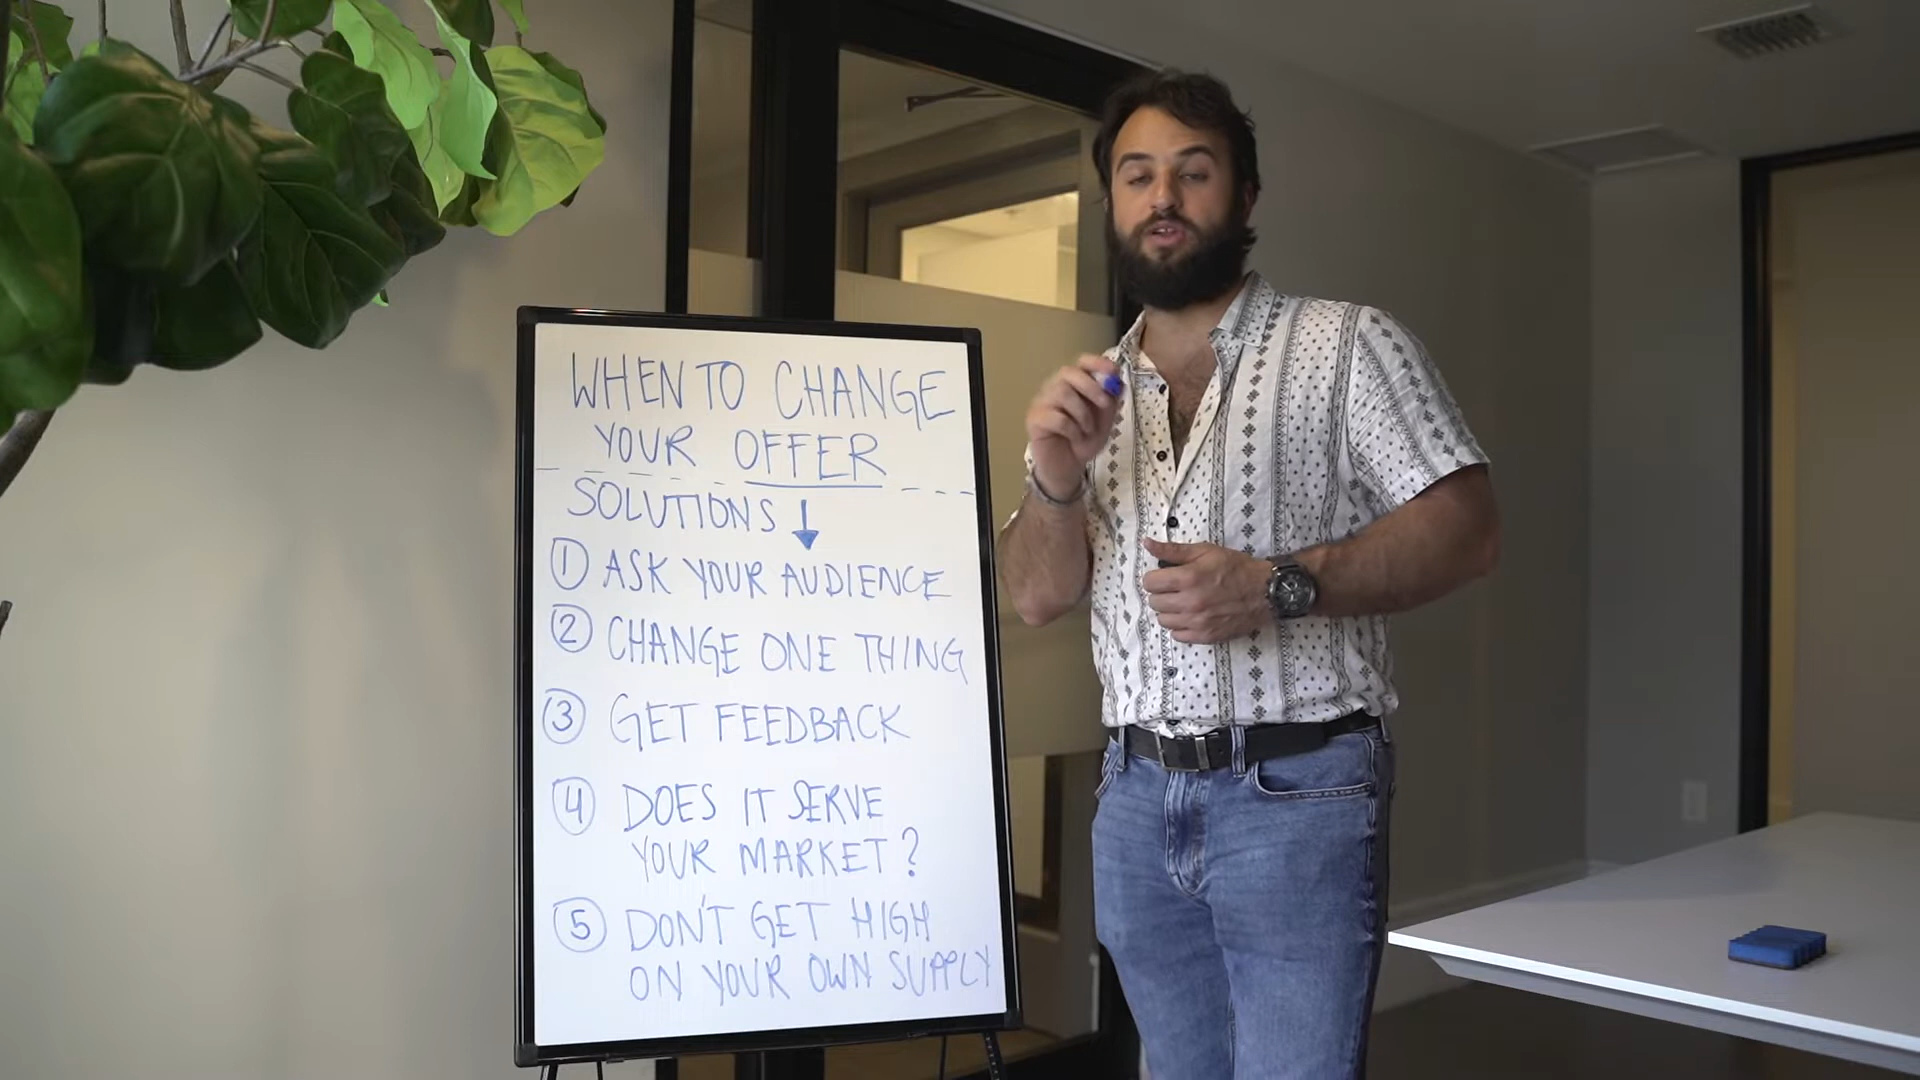 WHEN TO CHANGE
YOUR OFFER
SOLUTIONS ↓
① ASK YOUR AUDIENCE
② CHANGE ONE THING
③ GET FEEDBACK
④ DOES IT SERVE
YOUR MARKET?
⑤ DON'T GET HIGH
ON YOUR OWN SUPPLY